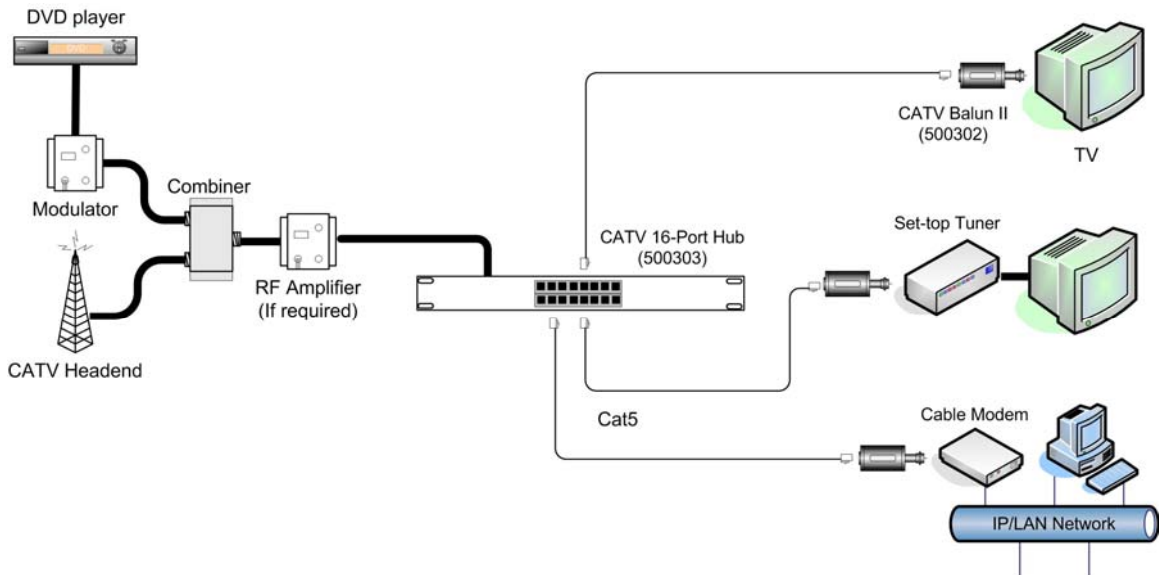 DVD player
DVD
Modulator
Combiner
CATV Headend
RF Amplifier
(If required)
CATV 16-Port Hub
(500303)
Cat5
CATV Balun II
(500302)
TV
Set-top Tuner
Cable Modem
IP/LAN Network